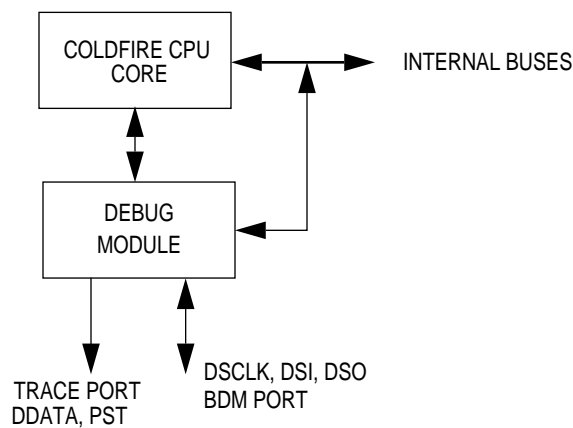 COLDFIRE CPU
CORE
INTERNAL BUSES
DEBUG
MODULE
TRACE PORT
DDATA, PST
DSCLK, DSI, DSO
BDM PORT